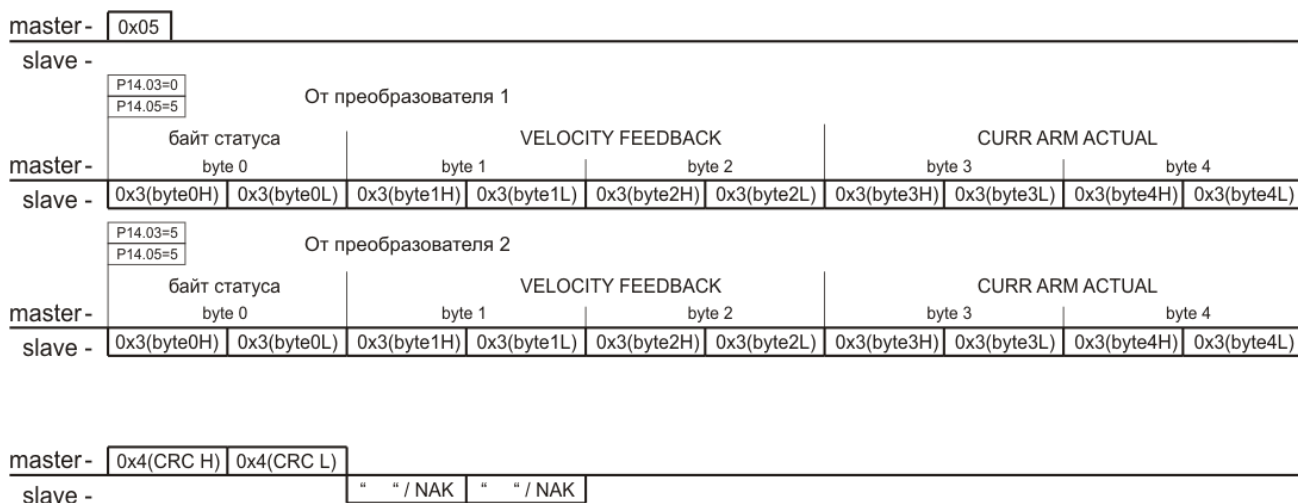 master- 0x05
slave -
P14.03=0
P14.05=5
От преобразователя 1
байт статуса VELOCITY FEEDBACK CURR ARM ACTUAL
master- byte 0 byte 1 byte 2 byte 3 byte 4
slave - 0x3(byte0H) 0x3(byte0L) 0x3(byte1H) 0x3(byte1L) 0x3(byte2H) 0x3(byte2L) 0x3(byte3H) 0x3(byte3L) 0x3(byte4H) 0x3(byte4L)
P14.03=5
P14.05=5
От преобразователя 2
байт статуса VELOCITY FEEDBACK CURR ARM ACTUAL
master- byte 0 byte 1 byte 2 byte 3 byte 4
slave - 0x3(byte0H) 0x3(byte0L) 0x3(byte1H) 0x3(byte1L) 0x3(byte2H) 0x3(byte2L) 0x3(byte3H) 0x3(byte3L) 0x3(byte4H) 0x3(byte4L)
master- 0x4(CRC H) 0x4(CRC L)
slave - “ “ / NAK “ “ / NAK